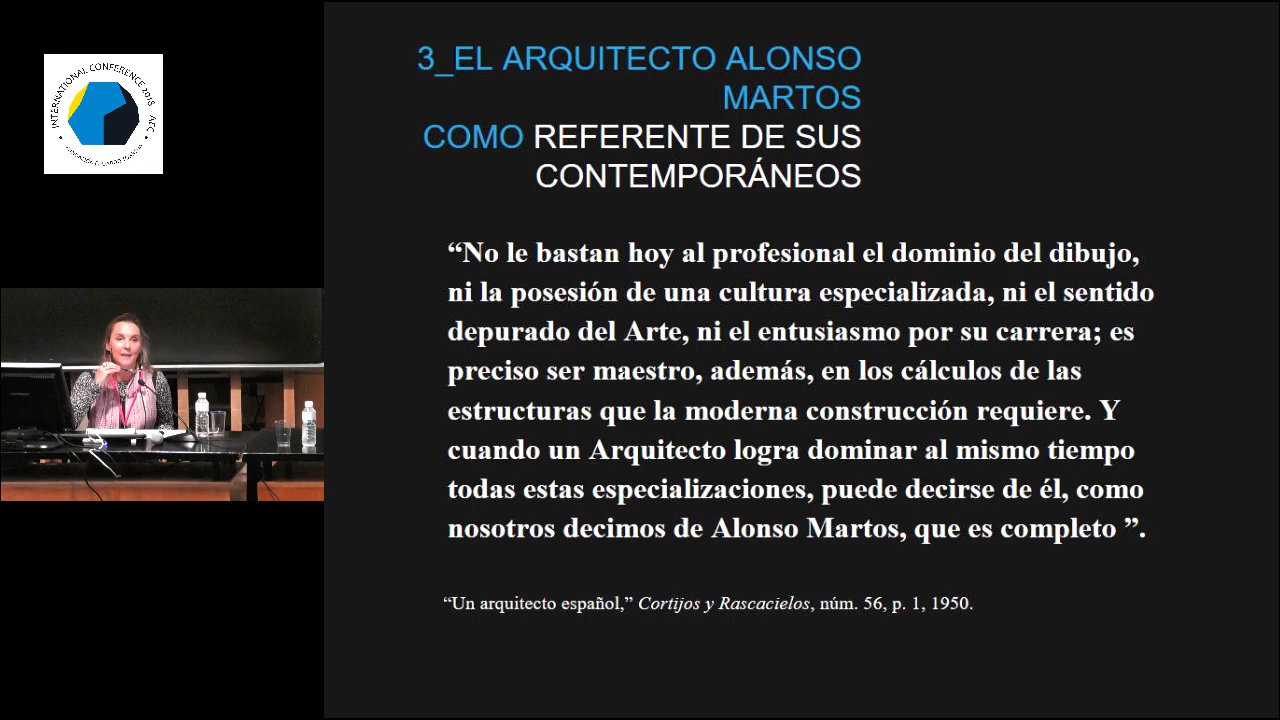 INTERNATIONAL CONFERENCE 2018 AZC
3_EL ARQUITECTO ALONSO
MARTOS
COMO REFERENTE DE SUS
CONTEMPORÁNEOS
“No le bastan hoy al profesional el dominio del dibujo,
ni la posesión de una cultura especializada, ni el sentido
depurado del Arte, ni el entusiasmo por su carrera; es
preciso ser maestro, además, en los cálculos de las
estructuras que la moderna construcción requiere. Y
cuando un Arquitecto logra dominar al mismo tiempo
todas estas especializaciones, puede decirse de él, como
nosotros decimos de Alonso Martos, que es completo ”.
“Un arquitecto español,” Cortijos y Rascacielos, núm. 56, p. 1, 1950.